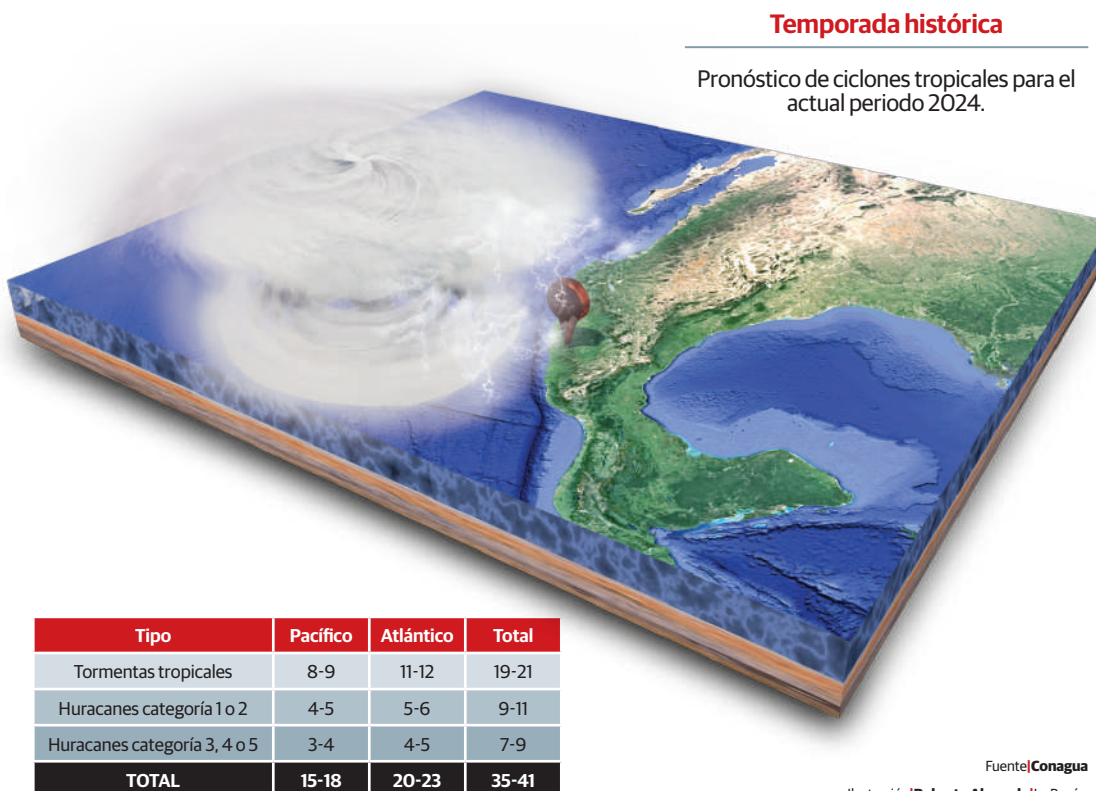 Temporada histórica
Pronóstico de ciclones tropicales para el
actual periodo 2024.
Tipo Pacífico Atlántico Total
Tormentas tropicales 8-9 11-12 19-21
Huracanes categoría 1 o 2 4-5 5-6 9-11
Huracanes categoría 3, 4 o 5 3-4 4-5 7-9
TOTAL 15-18 20-23 35-41
Fuente|Conagua